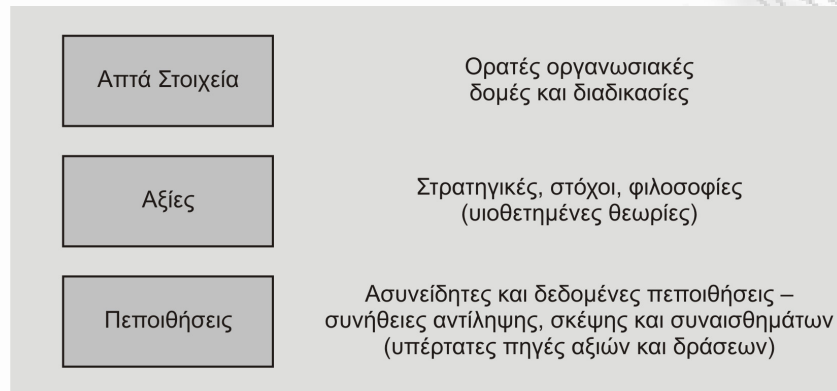 Απτά Στοιχεία
Ορατές οργανωσιακές
δομές και διαδικασίες
Αξίες
Στρατηγικές, στόχοι, φιλοσοφίες
(υιοθετημένες θεωρίες)
Πεποιθήσεις
Ασυνείδητες και δεδομένες πεποιθήσεις –
συνήθειες αντίληψης, σκέψης και συναισθημάτων
(υπέρτατες πηγές αξιών και δράσεων)